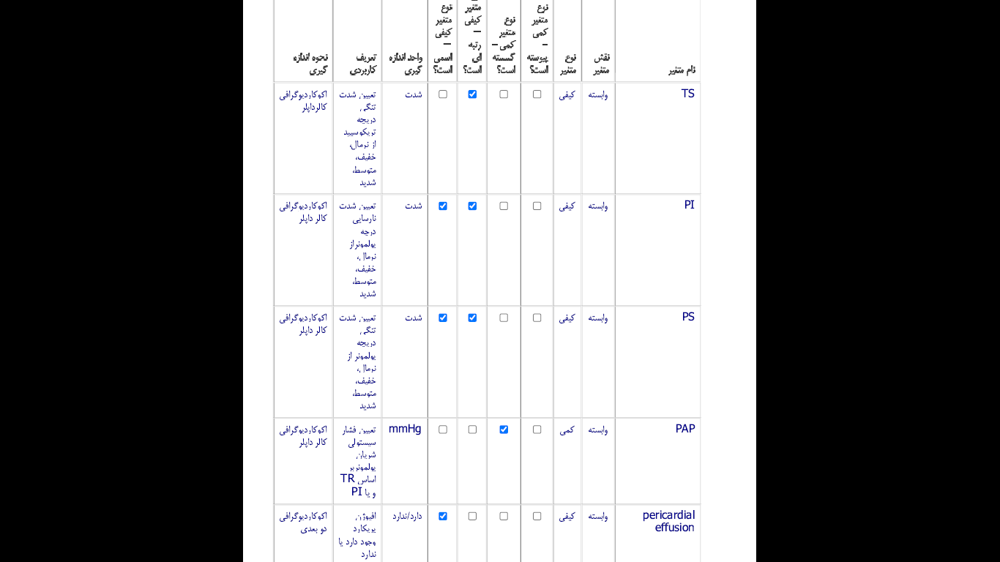 نام متغیر
نقش
متغیر
نوع
متغیر
نوع
متغیر
کمی
–
پیوسته
است؟
نوع
متغیر
کمی –
گسسته
است؟
متغیر
کیفی
—
رتبه
ای
است؟
نوع
متغیر
کیفی
—
اسمی
است؟
واحد اندازه
گیری
تعریف
کاربردی
نحوه اندازه
گیری
TS
وابسته
کیفی
شدت
تعیین شدت
تنگی
دریچه
تریکوسپید
از نرمال،
خفیف،
متوسط،
شدید
اکوکاردیوگرافی
کالرداپلر
PI
وابسته
کیفی
شدت
تعیین شدت
نارسایی
درچه
پولمونراز
نرمال،
خفیف،
متوسط،
شدید
اکوکاردیوگرافی
کالر داپلر
PS
وابسته
کیفی
شدت
تعیین شدت
تنگی
دریچه
پولمونر از
نرمال،
خفیف،
متوسط،
شدید
اکوکاردیوگرافی
کالر داپلر
PAP
وابسته
کمی
mmHg
تعیین فشار
سیستولی
شریان
پولمونربر
اساس TR
و یا PI
اکوکاردیوگرافی
کالر داپلر
pericardial
effusion
وابسته
کیفی
دارد/ندارد
افیوژن
پریکارد
وجود دارد یا
ندارد
اکوکاردیوگرافی
دو بعدی